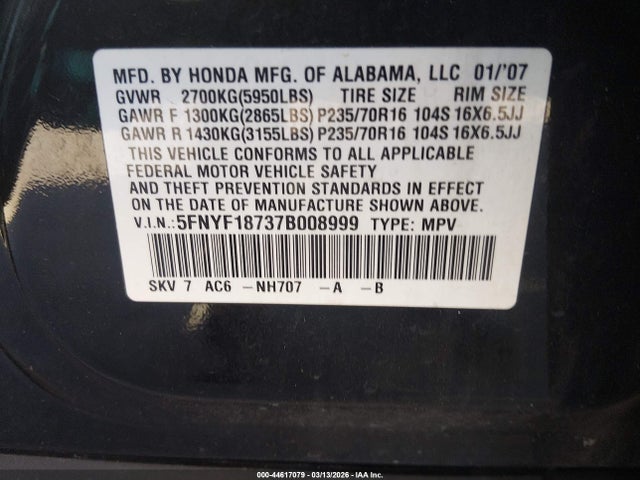 MFD. BY HONDA MFG. OF ALABAMA, LLC 01/'07
GVWR 2700KG(5950LBS) TIRE SIZE RIM SIZE
GAWR F 1300KG(2865LBS) P235/70R16 104S 16X6.5JJ
GAWR R 1430KG(3155LBS) P235/70R16 104S 16X6.5JJ
THIS VEHICLE CONFORMS TO ALL APPLICABLE
FEDERAL MOTOR VEHICLE SAFETY
AND THEFT PREVENTION STANDARDS IN EFFECT
ON THE DATE OF MANUFACTURE SHOWN ABOVE.
V.I.N.:5FNYF18737B008999 TYPE: MPV
SKV 7 AC6 -NH707 -A -B
000-44617079 | 03/13/2026 | IAA Inc.